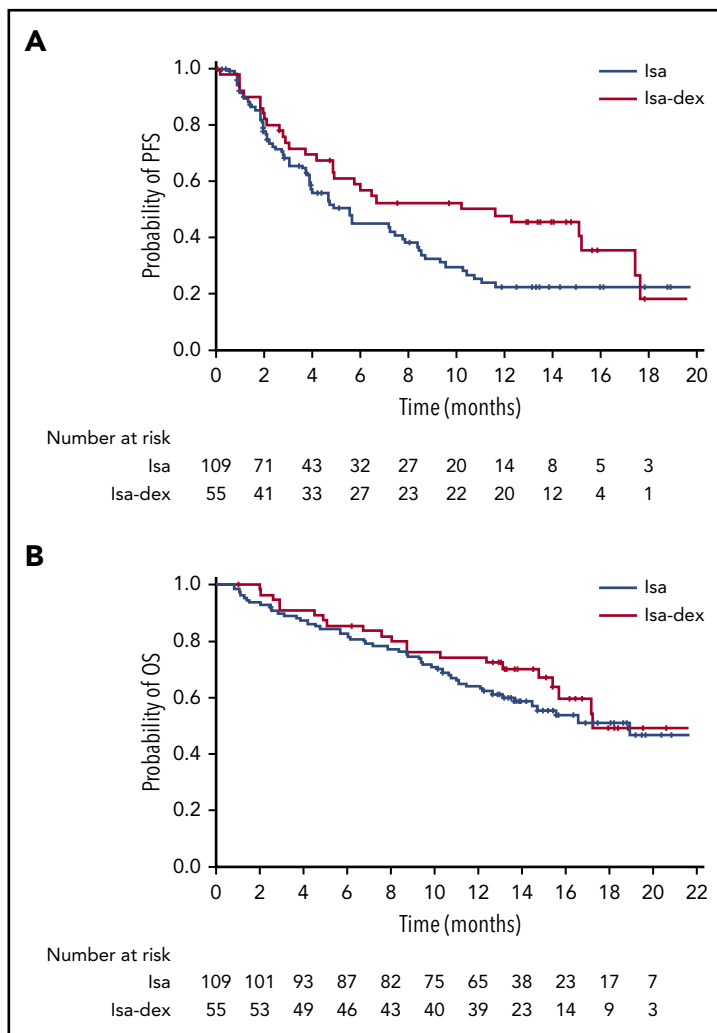 A
1.0
0.8
0.6
0.4
0.2
0.0
Probability of PFS
Isa
Isa-dex
0 2 4 6 8 10 12 14 16 18 20
Time (months)
Number at risk
Isa 109 71 43 32 27 20 14 8 5 3
Isa-dex 55 41 33 27 23 22 20 12 4 1
B
1.0
0.8
0.6
0.4
0.2
0.0
Probability of OS
Isa
Isa-dex
0 2 4 6 8 10 12 14 16 18 20 22
Time (months)
Number at risk
Isa 109 101 93 87 82 75 65 38 23 17 7
Isa-dex 55 53 49 46 43 40 39 23 14 9 3